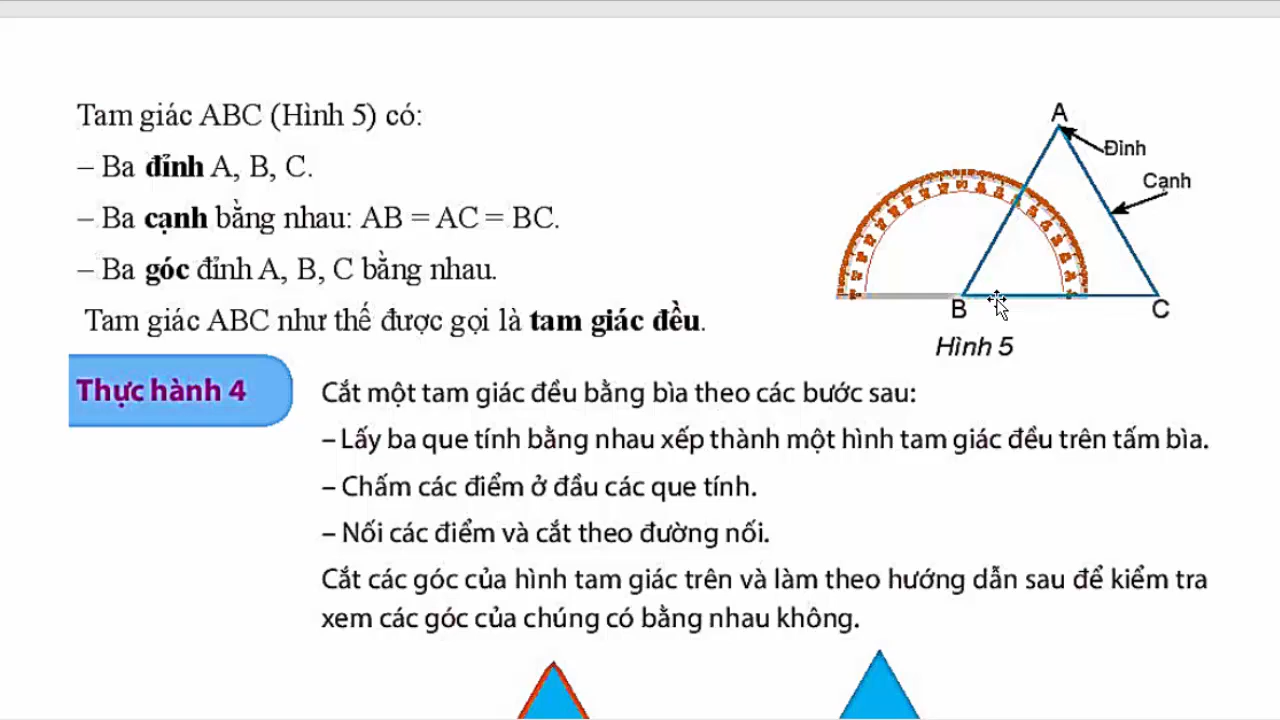 Tam giác ABC (Hình 5) có:
– Ba đỉnh A, B, C.
– Ba cạnh bằng nhau: AB = AC = BC.
– Ba góc đỉnh A, B, C bằng nhau.
Tam giác ABC như thế được gọi là tam giác đều.
A
Đỉnh
Cạnh
B
C
Hình 5
Thực hành 4
Cắt một tam giác đều bằng bìa theo các bước sau:
– Lấy ba que tính bằng nhau xếp thành một hình tam giác đều trên tấm bìa.
– Chấm các điểm ở đầu các que tính.
– Nối các điểm và cắt theo đường nối.
Cắt các góc của hình tam giác trên và làm theo hướng dẫn sau để kiểm tra
xem các góc của chúng có bằng nhau không.